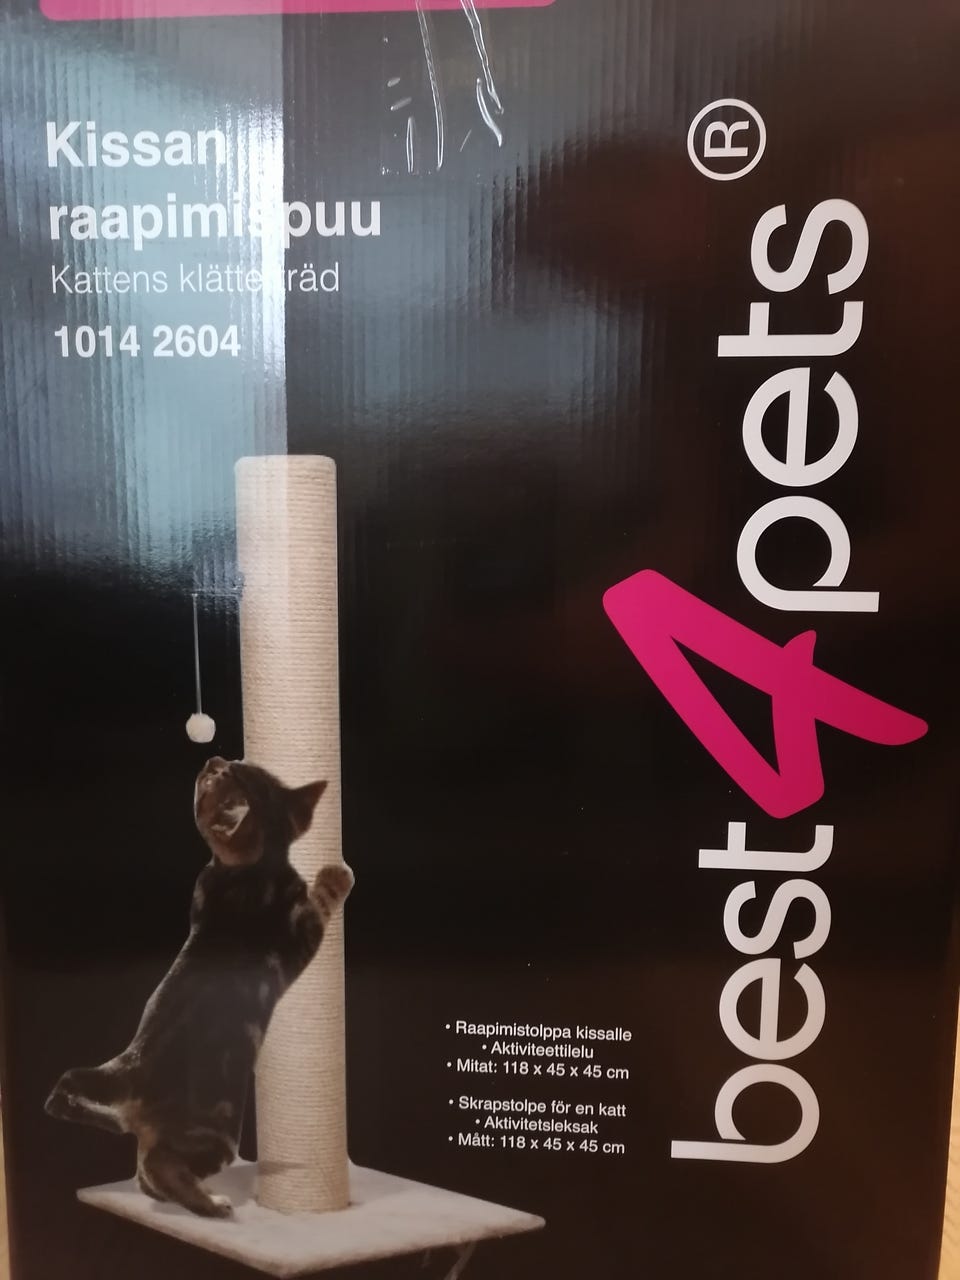 Kissan
raapimispuu
Kattens klätterträd
1014 2604
best4pets®
• Raapimistolppa kissalle
• Aktiviteettilelu
• Mitat: 118 x 45 x 45 cm
• Skrapstolpe för en katt
• Aktivitetsleksak
• Mått: 118 x 45 x 45 cm